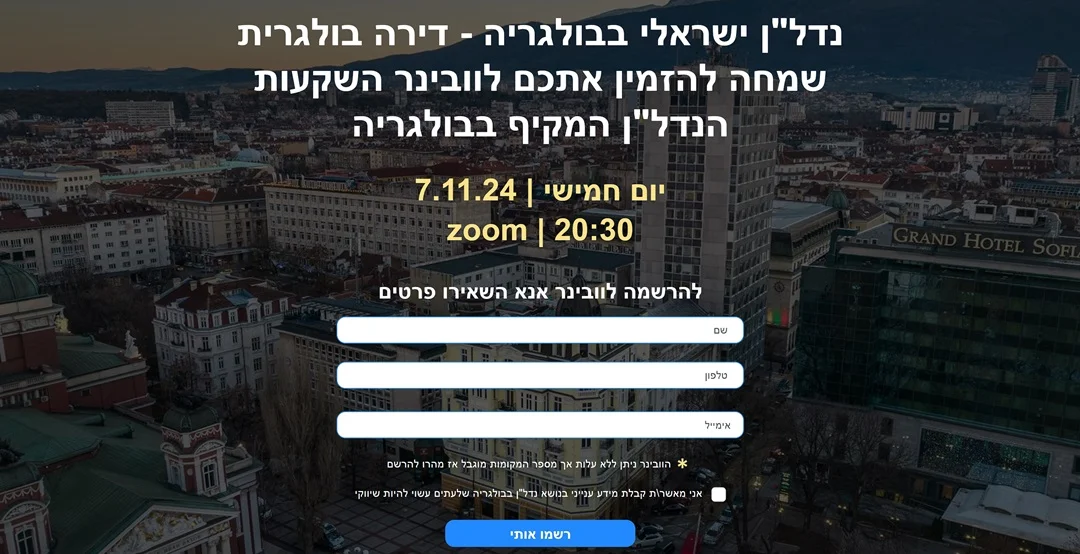 נדל"ן ישראלי בבולגריה - דירה בולגרית
שמחה להזמין אתכם לוובינר השקעות
הנדל"ן המקיף בבולגריה
יום חמישי | 7.11.24
20:30 | zoom
GRAND HOTEL SOFI
להרשמה לוובינר אנא השאירו פרטים
שם
טלפון
אימייל
* הוובינר ניתן ללא עלות אך מספר המקומות מוגבל אז מהרו להרשם
אני מאשר\ת קבלת מידע ענייני בנושא נדל"ן בבולגריה שלעתים עשוי להיות שיווקי
רשמו אותי